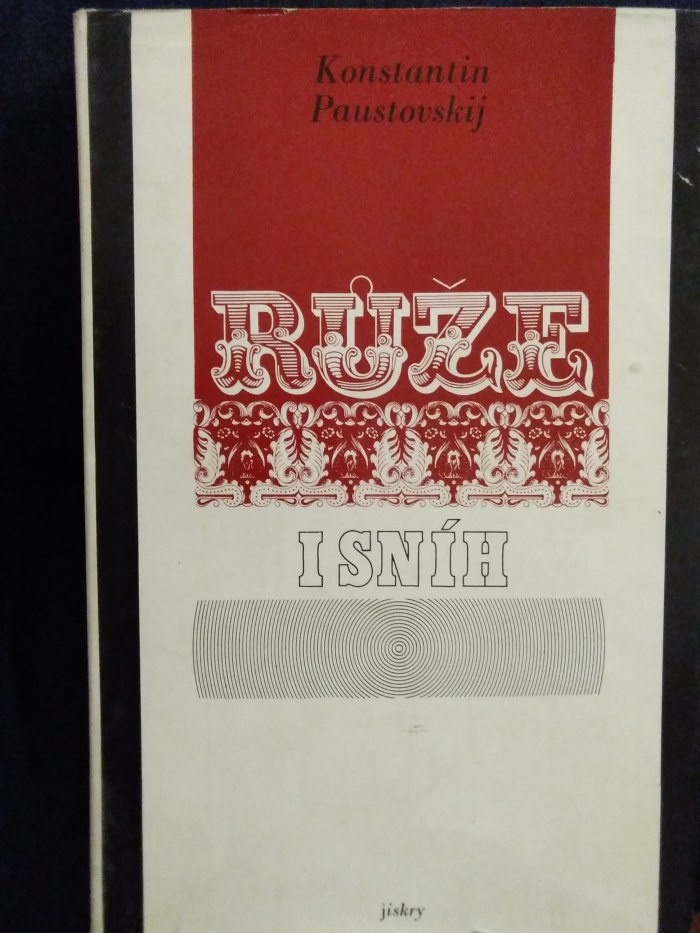 Konstantin
Paustovskij
RŮŽE
I SNÍH
jiskry